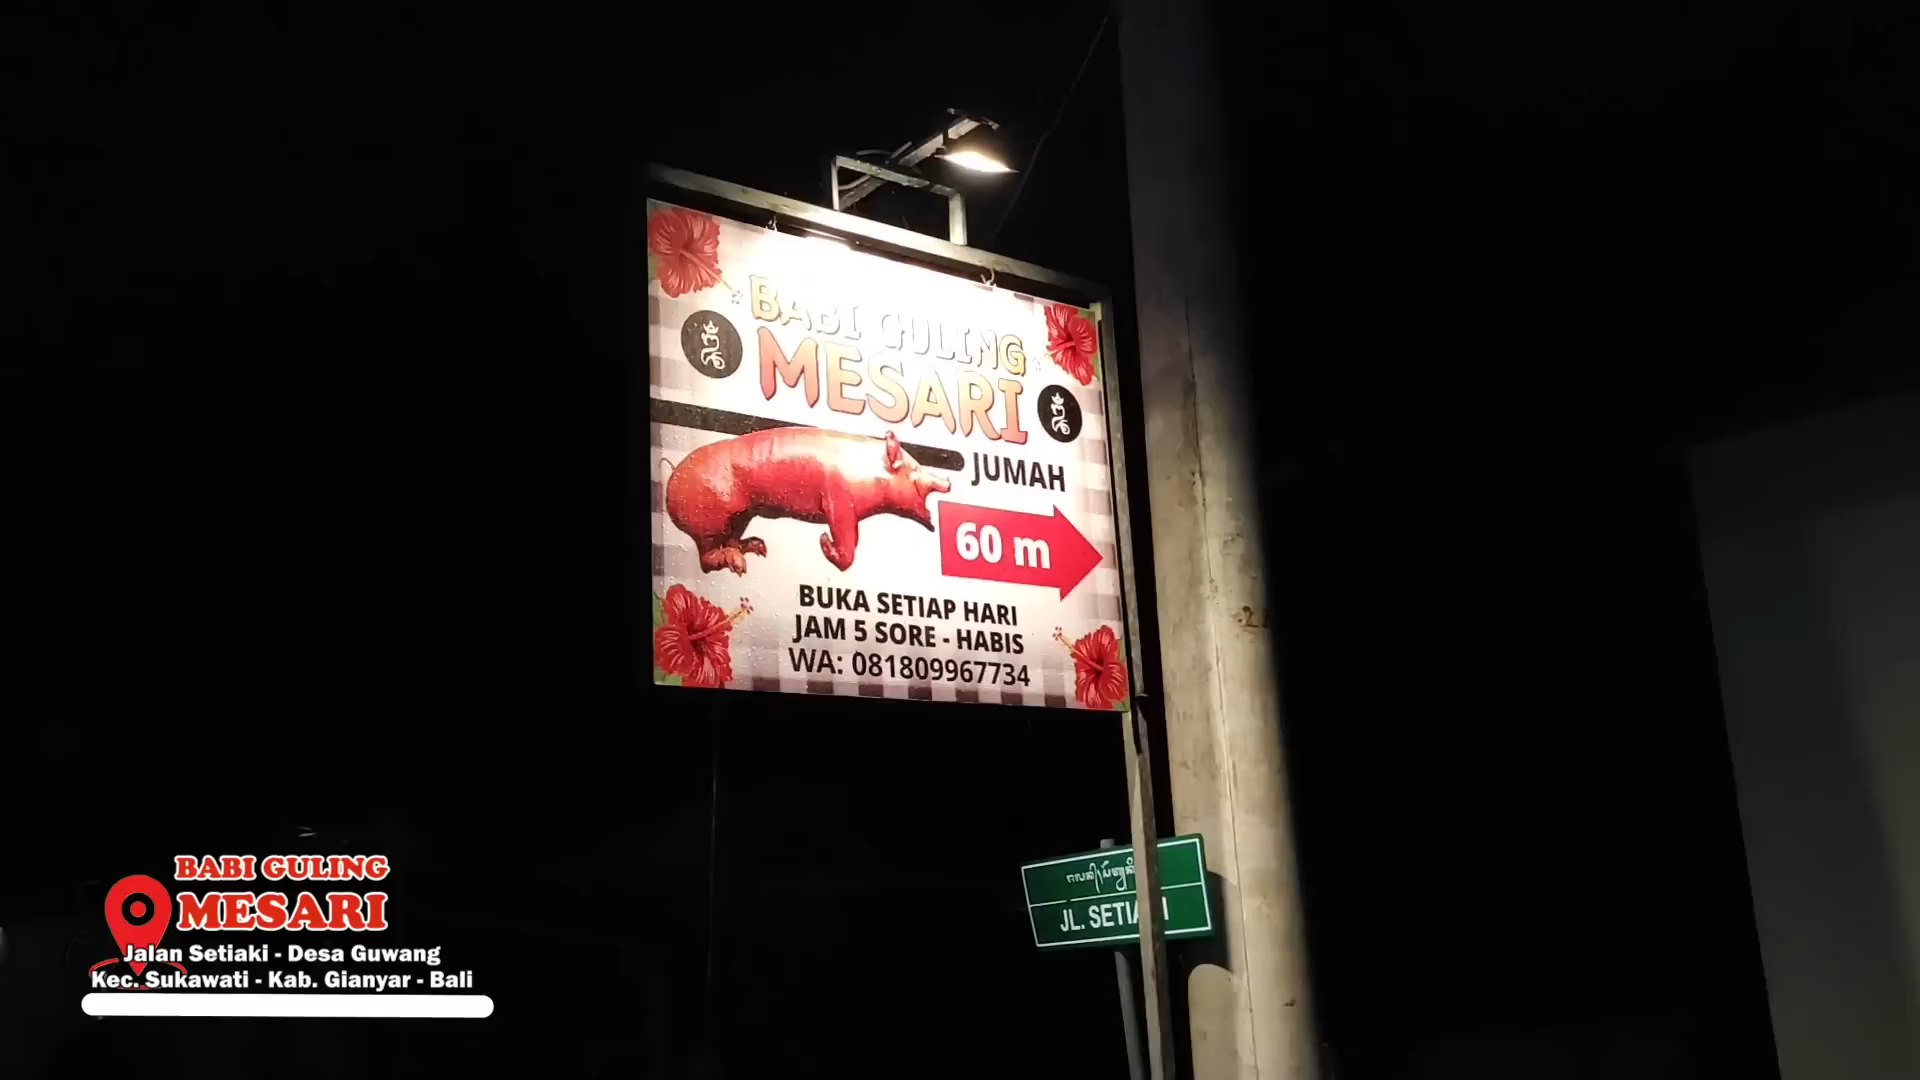 BABI GULING
MESARI
JUMAH
60 m
BUKA SETIAP HARI
JAM 5 SORE - HABIS
WA: 081809967734
JL. SETIA
BABI GULING
MESARI
Jalan Setiaki - Desa Guwang
Kec. Sukawati - Kab. Gianyar - Bali